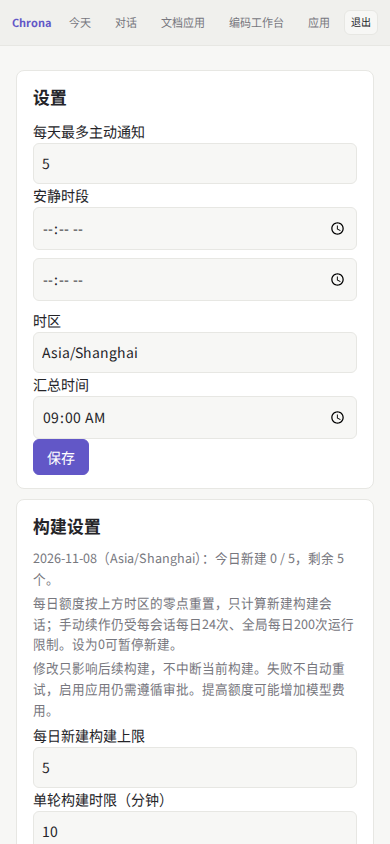 Chrona 今天 对话 文档应用 编码工作台 应用 退出
设置
每天最多主动通知
5
安静时段
--:-- --
--:-- --
时区
Asia/Shanghai
汇总时间
09:00 AM
保存
构建设置
2026-11-08（Asia/Shanghai）：今日新建 0 / 5，剩余 5
个。
每日额度按上方时区的零点重置，只计算新建构建会
话；手动续作仍受每会话每日24次、全局每日200次运行
限制。设为0可暂停新建。
修改只影响后续构建，不中断当前构建。失败不自动重
试，启用应用仍需遵循审批。提高额度可能增加模型费
用。
每日新建构建上限
5
单轮构建时限（分钟）
10